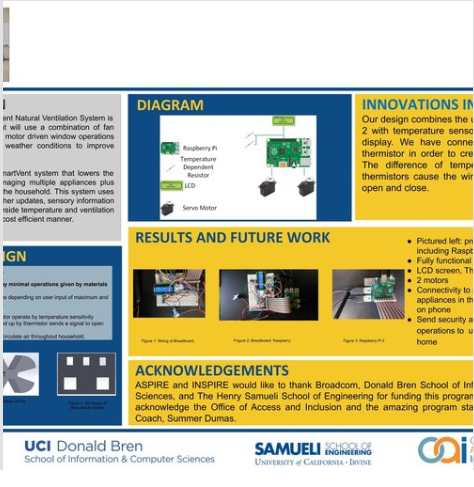 N
ent Natural Ventilation System is
will use a combination of fan
motor driven window operations
weather conditions to improve
martVent system that lowers the
naging multiple appliances plus
the household. This system uses
her updates, sensory information
nside temperature and ventilation
cost efficient manner.
IGN
y minimal operations given by materials
depending on user input of maximum and
tor operate by temperature sensitivity
d up by thermistor sends a signal to open
circulate air throughout household.
DIAGRAM
Raspberry Pi
Temperature
Dependent
Resistor
LCD
Servo Motor
INNOVATIONS IN
Our design combines the u
2 with temperature senso
display. We have conne
thermistor in order to cre
The difference of tempe
thermistors cause the win
open and close.
RESULTS AND FUTURE WORK
Figure 1: Wiring of Breadboard
Figure 2: Breadboard, Raspberry
Figure 3: Raspberry Pi 2
• Pictured left: pr
including Raspb
• Fully functional
• LCD screen, Th
• 2 motors
• Connectivity to
appliances in th
on phone
• Send security a
operations to u
home
ACKNOWLEDGEMENTS
ASPIRE and INSPIRE would like to thank Broadcom, Donald Bren School of Inf
Sciences, and The Henry Samueli School of Engineering for funding this program
acknowledge the Office of Access and Inclusion and the amazing program sta
Coach, Summer Dumas.
UCI Donald Bren
School of Information & Computer Sciences
SAMUELI SCHOOL OF
ENGINEERING
UNIVERSITY of CALIFORNIA • IRVINE
oai